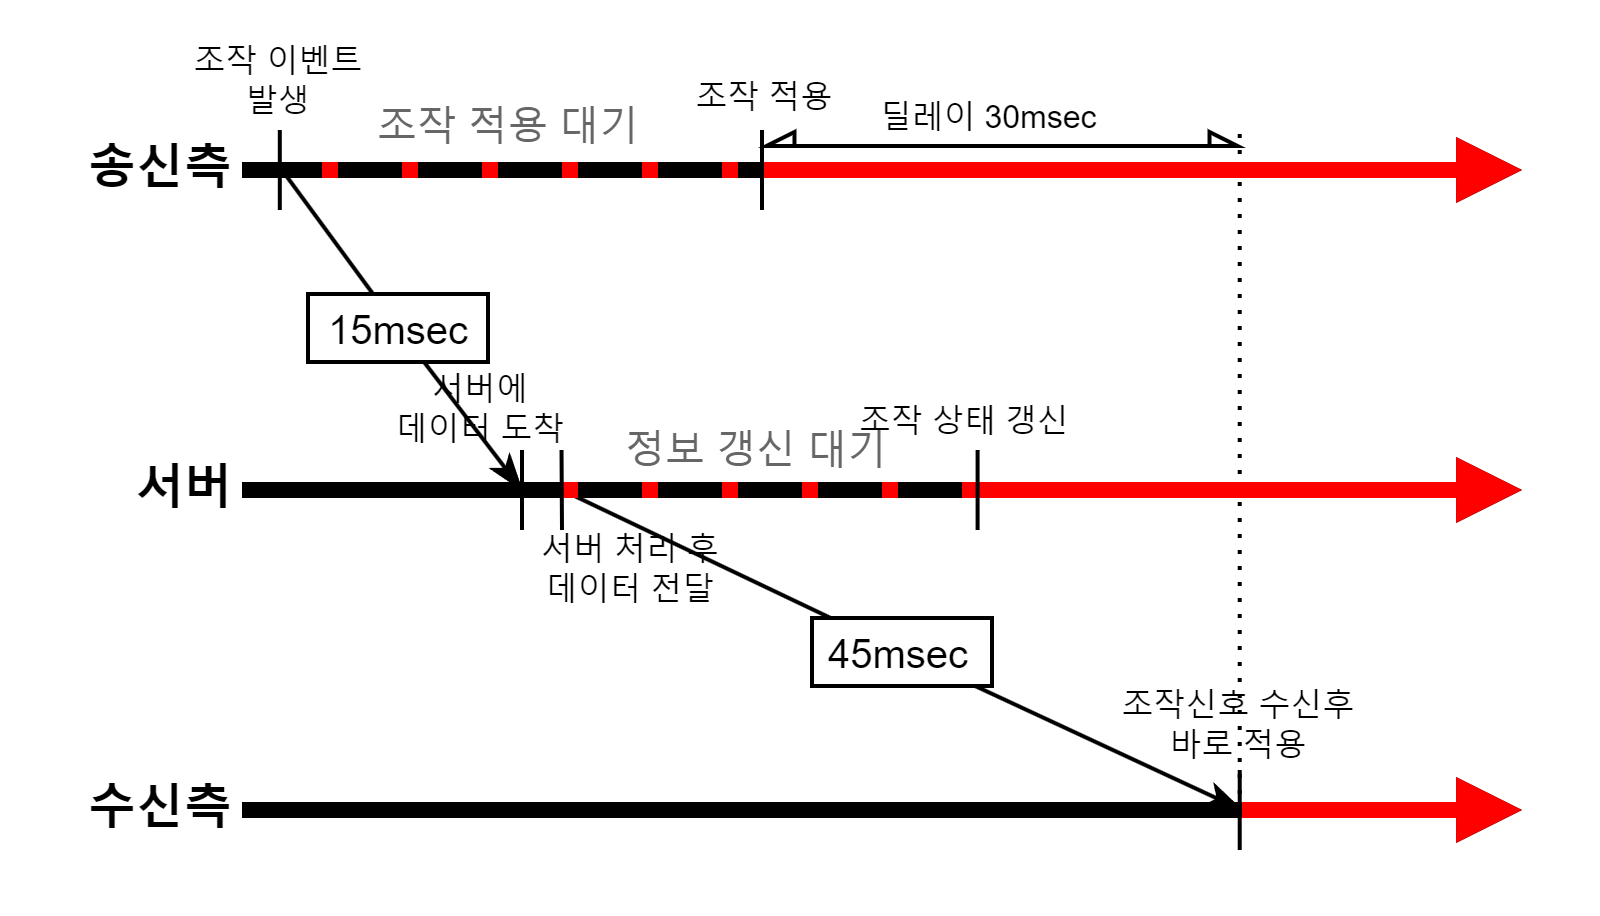 조작 이벤트
발생
조작 적용 대기
조작 적용
딜레이 30msec
송신측
15msec
서버에
데이터 도착
정보 갱신 대기
조작 상태 갱신
서버
서버 처리 후
데이터 전달
45msec
조작신호 수신후
바로 적용
수신측